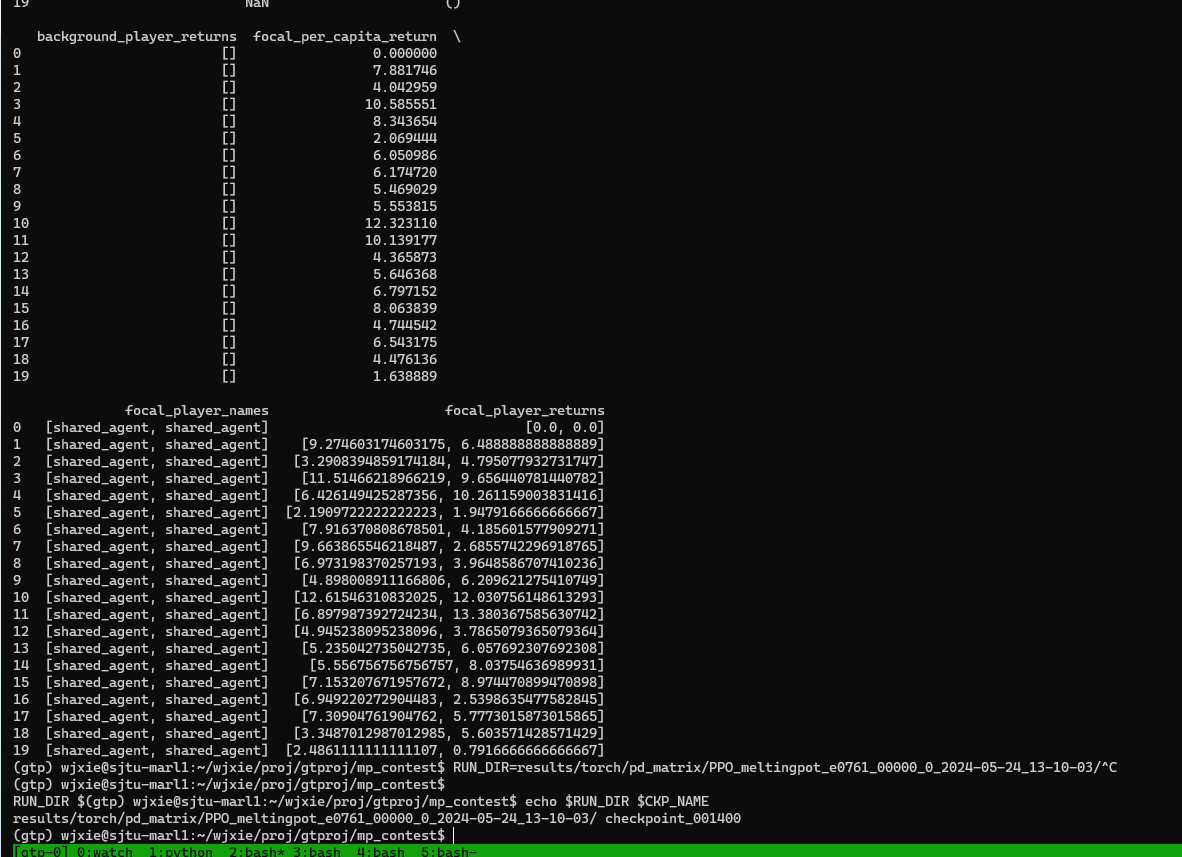 19 NaN ()
background_player_returns focal_per_capita_return \
0 [] 0.000000
1 [] 7.881746
2 [] 4.042959
3 [] 10.585551
4 [] 8.343654
5 [] 2.069444
6 [] 6.050986
7 [] 6.174720
8 [] 5.469029
9 [] 5.553815
10 [] 12.323110
11 [] 10.139177
12 [] 4.365873
13 [] 5.646368
14 [] 6.797152
15 [] 8.063839
16 [] 4.744542
17 [] 6.543175
18 [] 4.476136
19 [] 1.638889
focal_player_names focal_player_returns
0 [shared_agent, shared_agent] [0.0, 0.0]
1 [shared_agent, shared_agent] [9.274603174603175, 6.488888888888889]
2 [shared_agent, shared_agent] [3.2908394859174184, 4.795077932731747]
3 [shared_agent, shared_agent] [11.51466218966219, 9.656440781440782]
4 [shared_agent, shared_agent] [6.426149425287356, 10.261159003831416]
5 [shared_agent, shared_agent] [2.1909722222222223, 1.9479166666666667]
6 [shared_agent, shared_agent] [7.916370808678501, 4.185601577909271]
7 [shared_agent, shared_agent] [9.663865546218487, 2.6855742296918765]
8 [shared_agent, shared_agent] [6.973198370257193, 3.9648586707410236]
9 [shared_agent, shared_agent] [4.898008911166806, 6.209621275410749]
10 [shared_agent, shared_agent] [12.61546310832025, 12.030756148613293]
11 [shared_agent, shared_agent] [6.897987392724234, 13.380367585630742]
12 [shared_agent, shared_agent] [4.945238095238096, 3.7865079365079364]
13 [shared_agent, shared_agent] [5.235042735042735, 6.057692307692308]
14 [shared_agent, shared_agent] [5.556756756756757, 8.03754636989931]
15 [shared_agent, shared_agent] [7.153207671957672, 8.974470899470898]
16 [shared_agent, shared_agent] [6.949220272904483, 2.5398635477582845]
17 [shared_agent, shared_agent] [7.30904761904762, 5.7773015873015865]
18 [shared_agent, shared_agent] [3.3487012987012985, 5.603571428571429]
19 [shared_agent, shared_agent] [2.4861111111111107, 0.7916666666666667]
(gtp) wjxie@sjtu-marl1:~/wjxie/proj/gtproj/mp_contest$ RUN_DIR=results/torch/pd_matrix/PPO_meltingpot_e0761_00000_0_2024-05-24_13-10-03/^C
(gtp) wjxie@sjtu-marl1:~/wjxie/proj/gtproj/mp_contest$
RUN_DIR $(gtp) wjxie@sjtu-marl1:~/wjxie/proj/gtproj/mp_contest$ echo $RUN_DIR $CKP_NAME
results/torch/pd_matrix/PPO_meltingpot_e0761_00000_0_2024-05-24_13-10-03/ checkpoint_001400
(gtp) wjxie@sjtu-marl1:~/wjxie/proj/gtproj/mp_contest$
[gtp-0] 0:watch 1:python 2:bash* 3:bash 4:bash 5:bash-